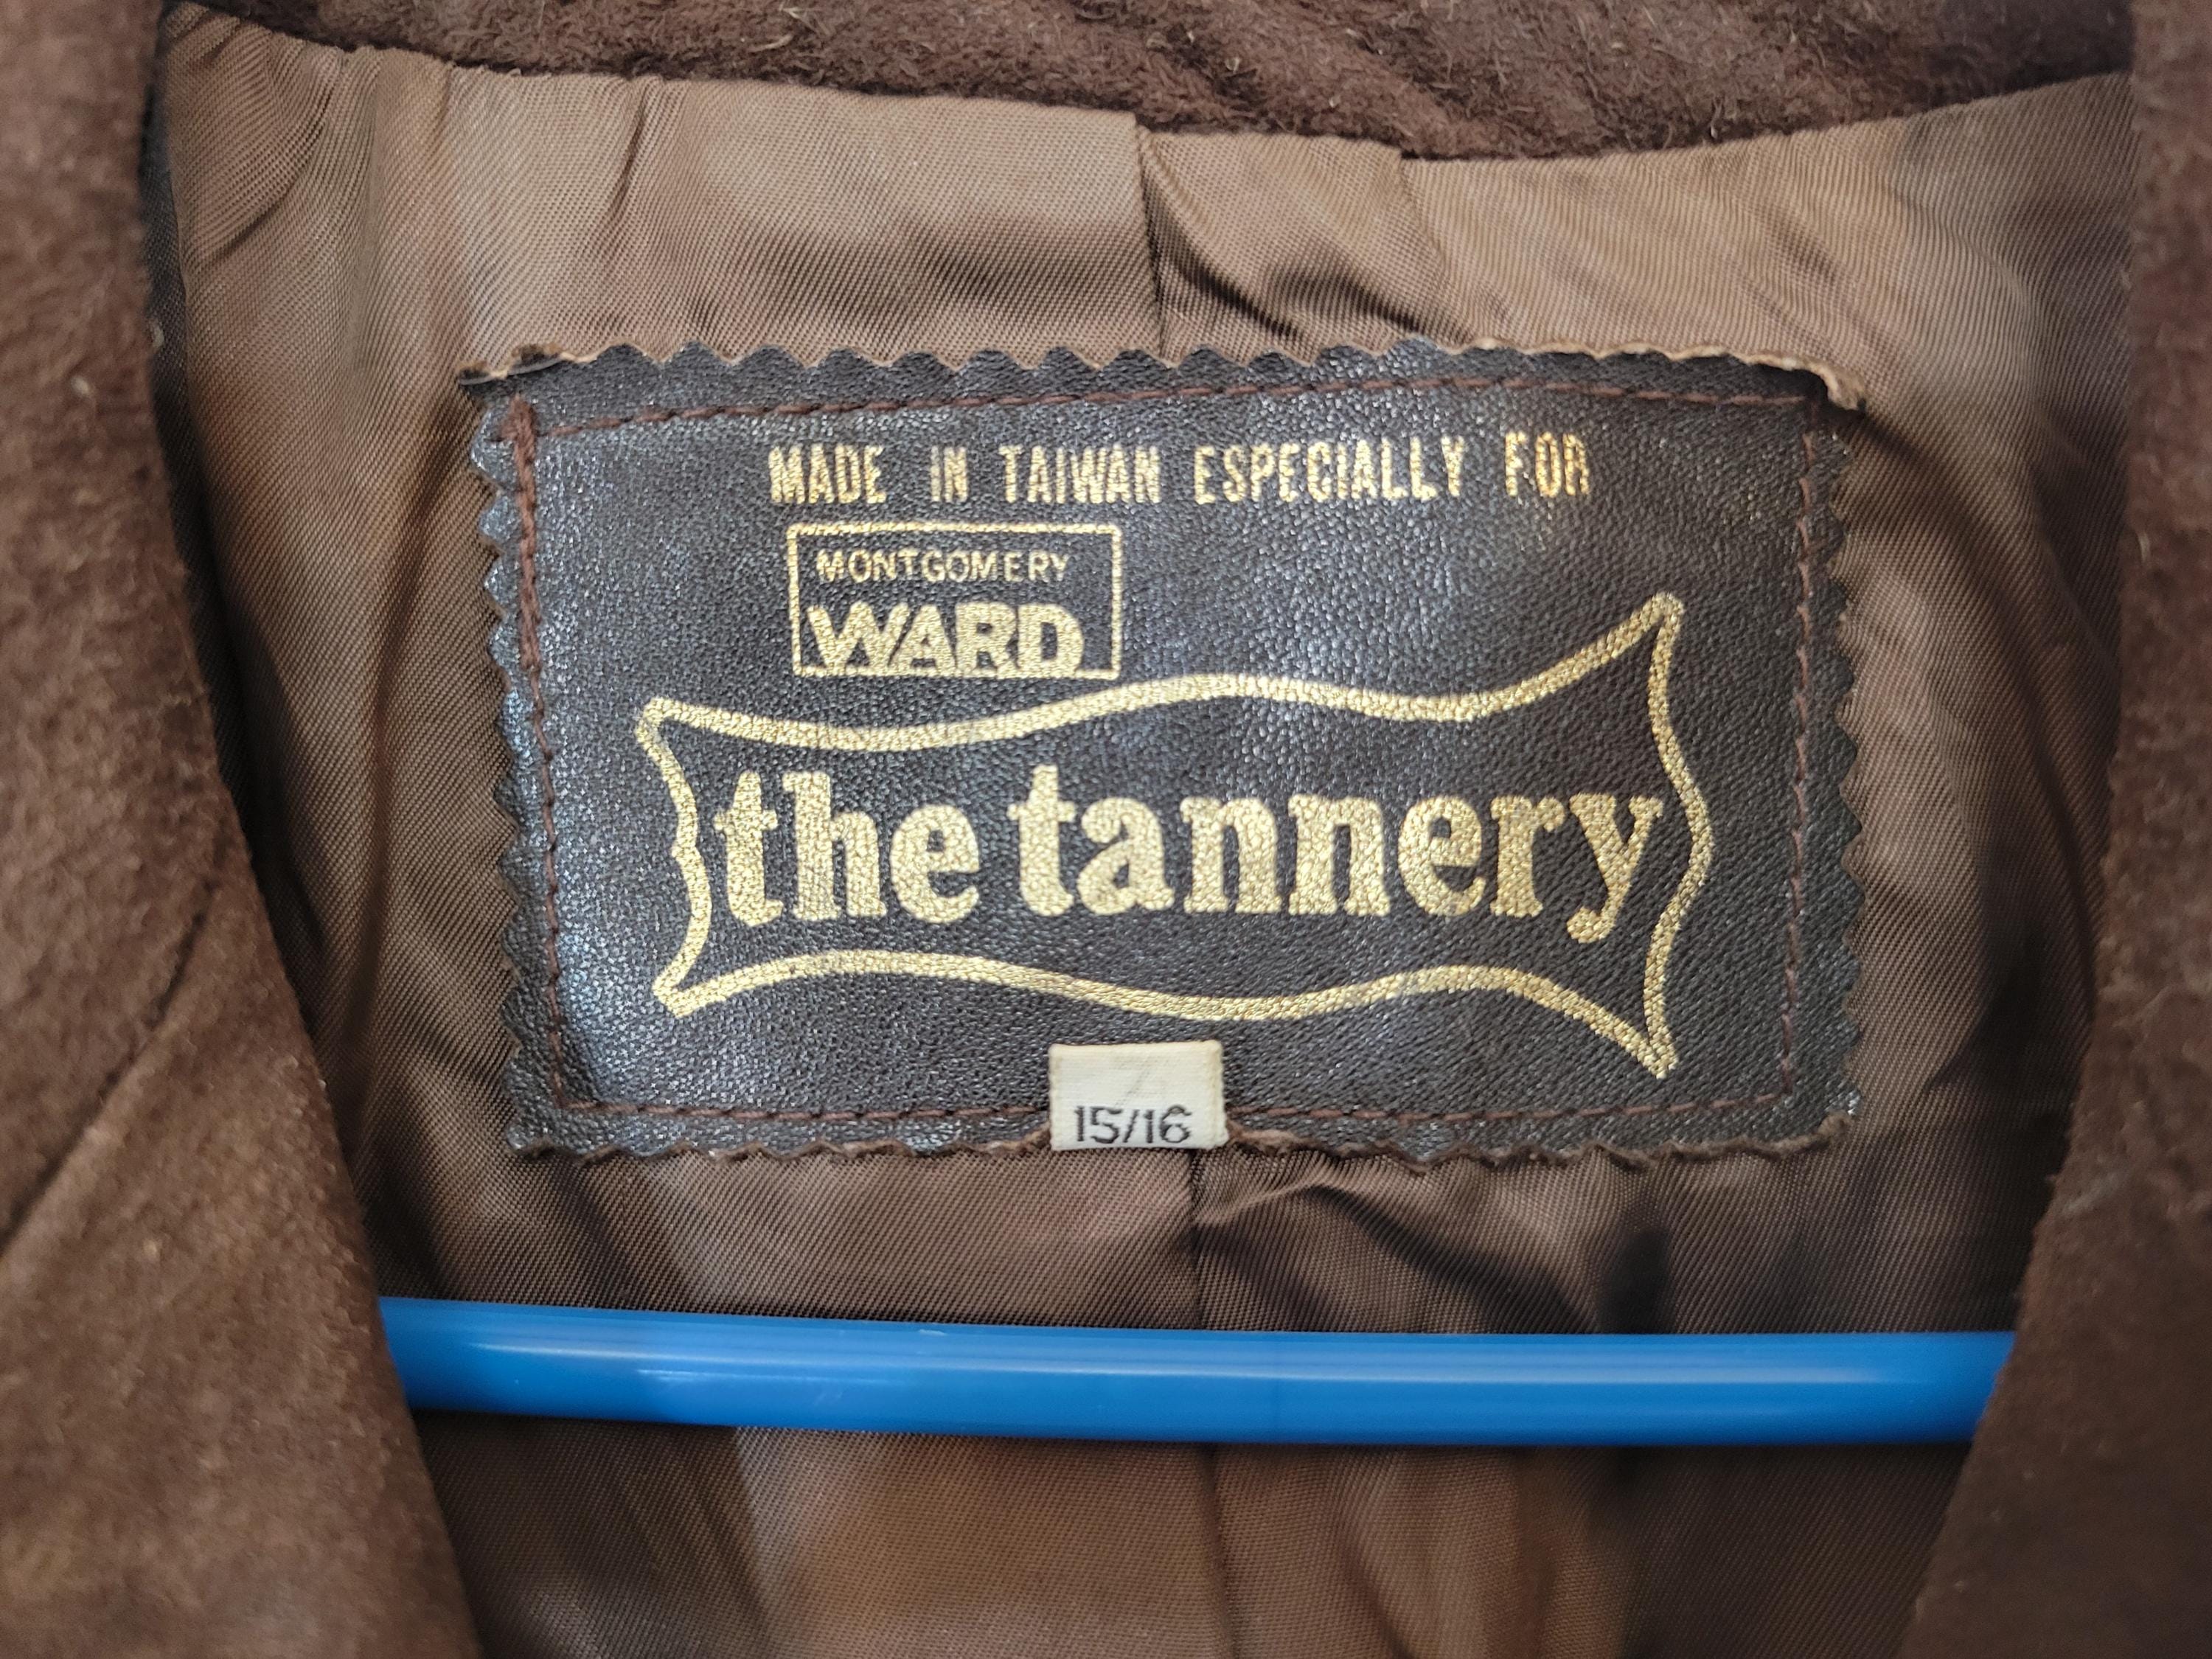 MADE IN TAIWAN ESPECIALLY FOR
MONTGOMERY
WARD
the tannery
15/16